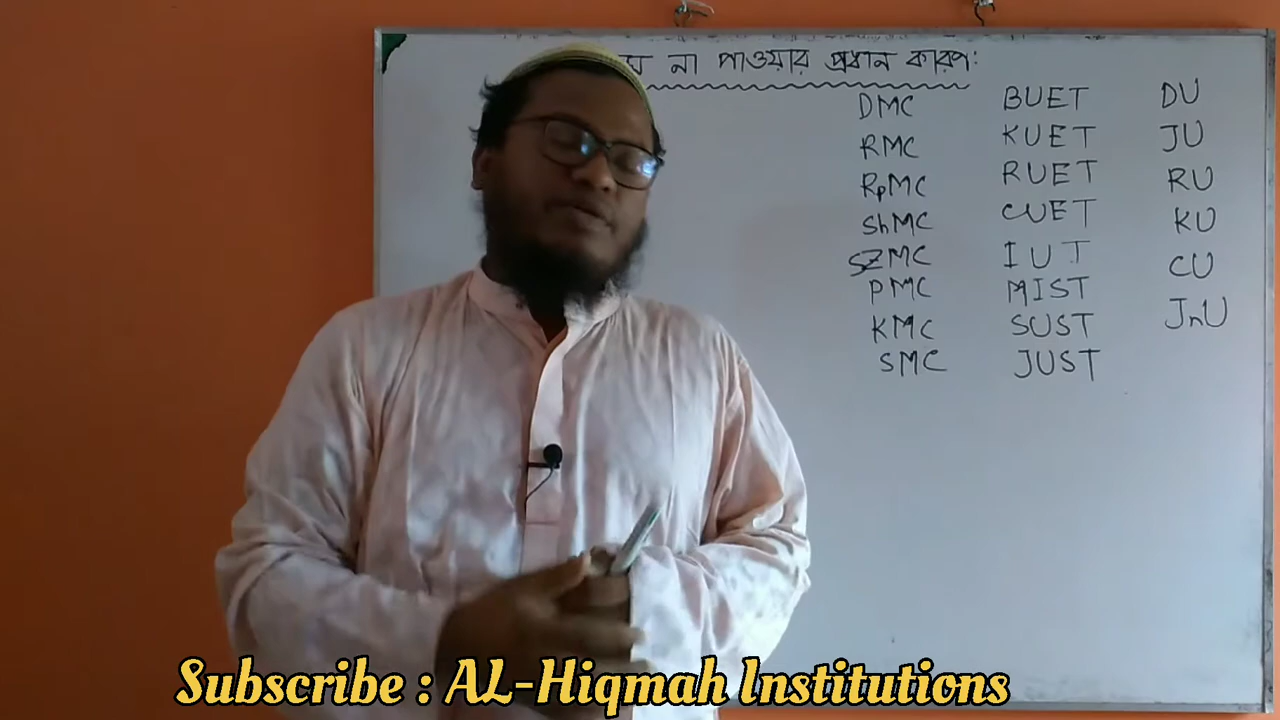 না পাওয়ার প্রধান কারণ:
DMC BUET DU
RMC KUET JU
RpMC RUET RU
ShMC CUET KU
SZMC IUT CU
PMC MIST JnU
KMC SUST
SMC JUST
Subscribe : AL-Hiqmah Institutions